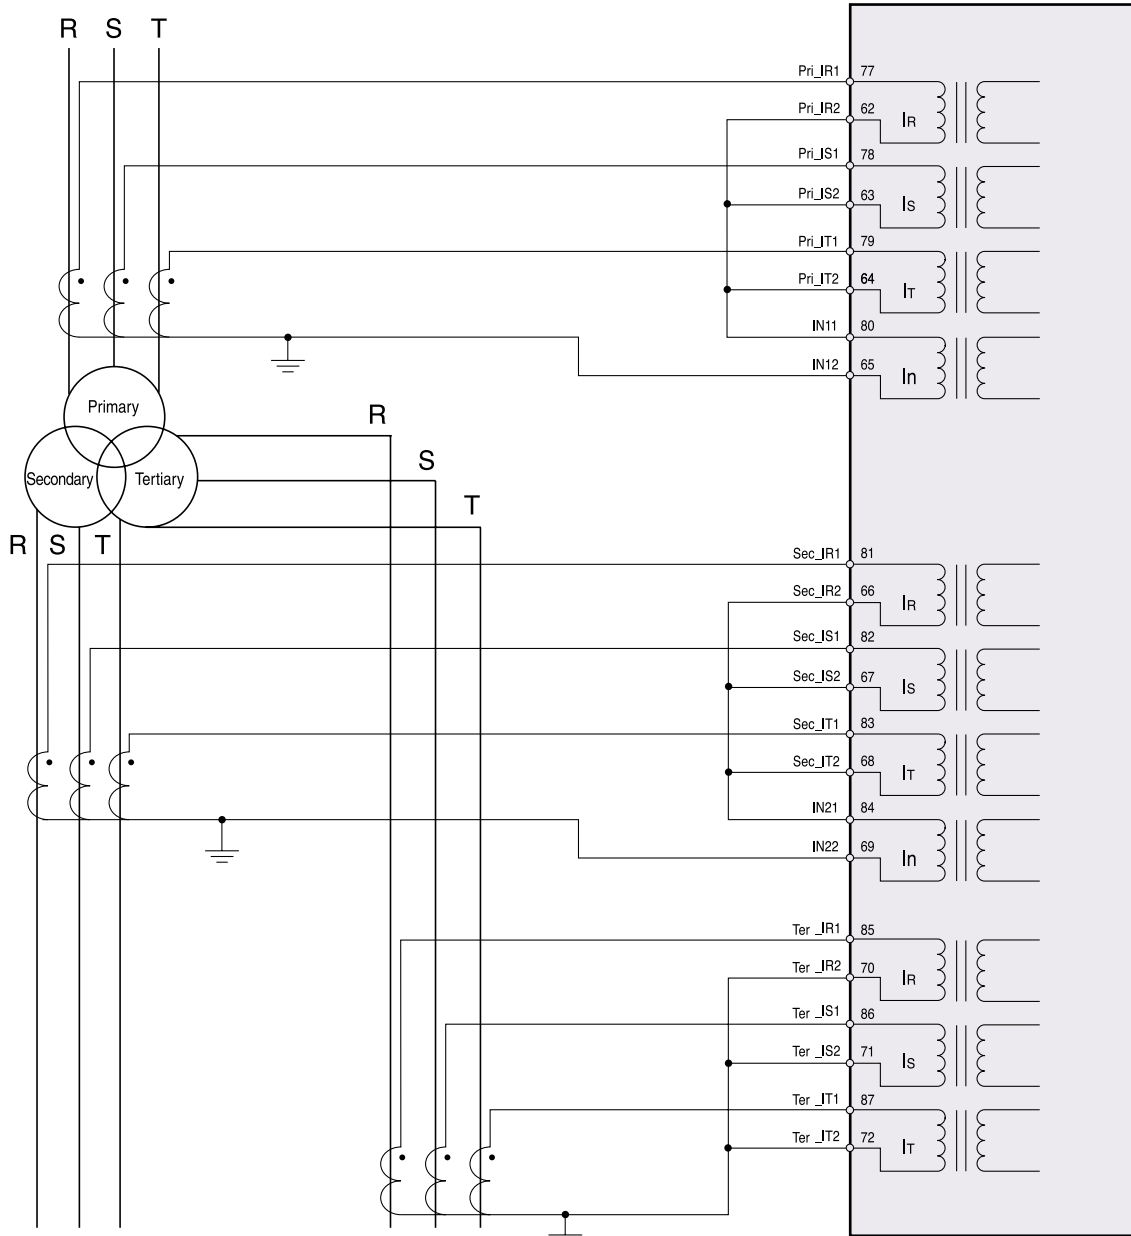 R S T
Pri_IR1 77
Pri_IR2 62 IR
Pri_IS1 78
Pri_IS2 63 IS
Pri_IT1 79
Pri_IT2 64 IT
IN11 80
IN12 65 In
Primary
Secondary Tertiary
R
S
T
R S T
Sec_IR1 81
Sec_IR2 66 IR
Sec_IS1 82
Sec_IS2 67 IS
Sec_IT1 83
Sec_IT2 68 IT
IN21 84
IN22 69 In
Ter _IR1 85
Ter _IR2 70 IR
Ter _IS1 86
Ter _IS2 71 IS
Ter _IT1 87
Ter _IT2 72 IT